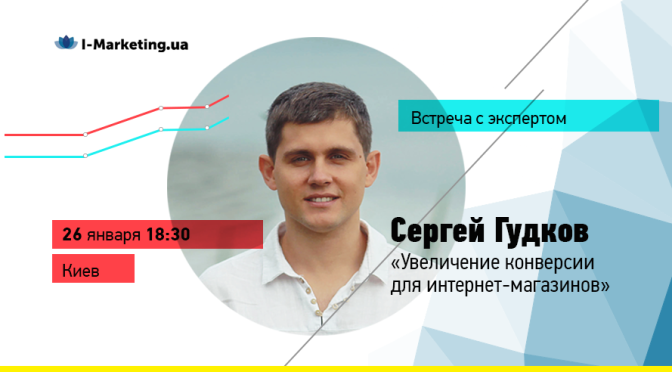 I-Marketing.ua
Встреча с экспертом
26 января 18:30
Киев
Сергей Гудков
«Увеличение конверсии
для интернет-магазинов»